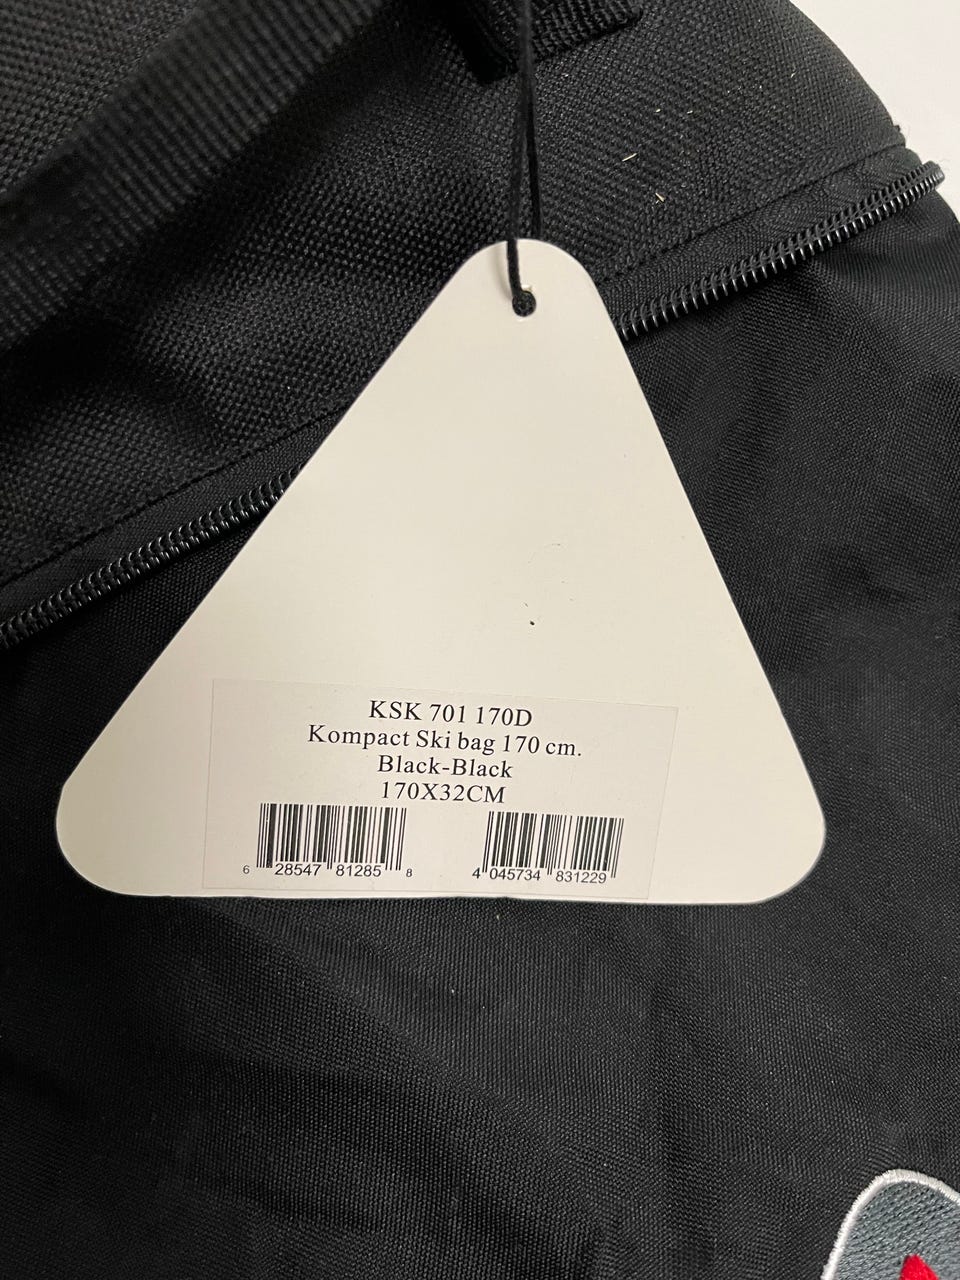 KSK 701 170D
Kompact Ski bag 170 cm.
Black-Black
170X32CM
6 28547 81285 8
4 045734 831229